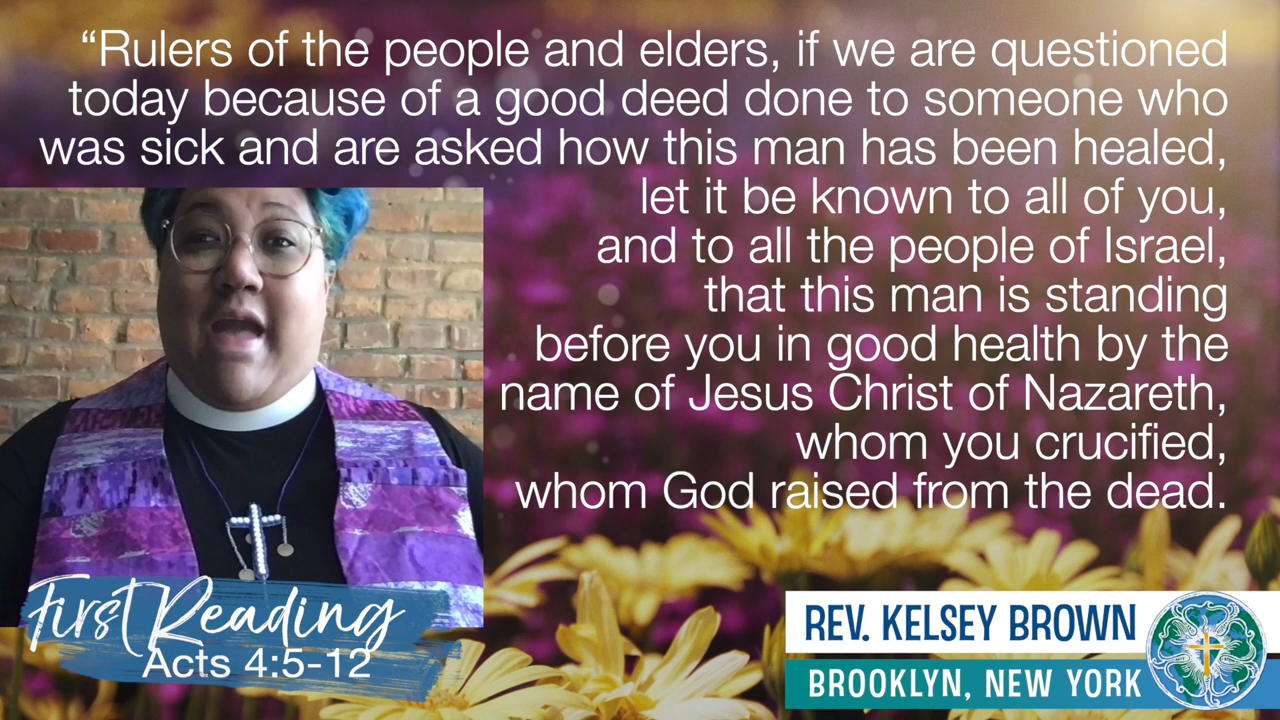 “Rulers of the people and elders, if we are questioned
today because of a good deed done to someone who
was sick and are asked how this man has been healed,
let it be known to all of you,
and to all the people of Israel,
that this man is standing
before you in good health by the
name of Jesus Christ of Nazareth,
whom you crucified,
whom God raised from the dead.
First Reading
Acts 4:5-12
REV. KELSEY BROWN
BROOKLYN, NEW YORK